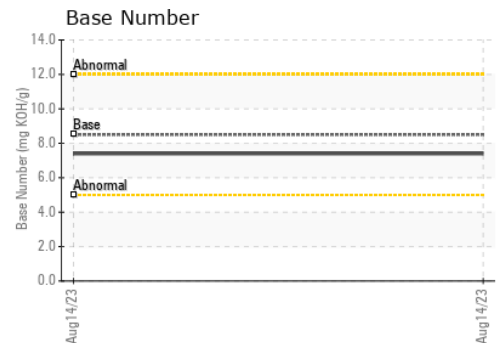 Base Number
Base Number (mg KOH/g)
14.0
12.0
10.0
8.0
6.0
4.0
2.0
0.0
Abnormal
Base
Abnormal
Aug14/23
Aug14/23